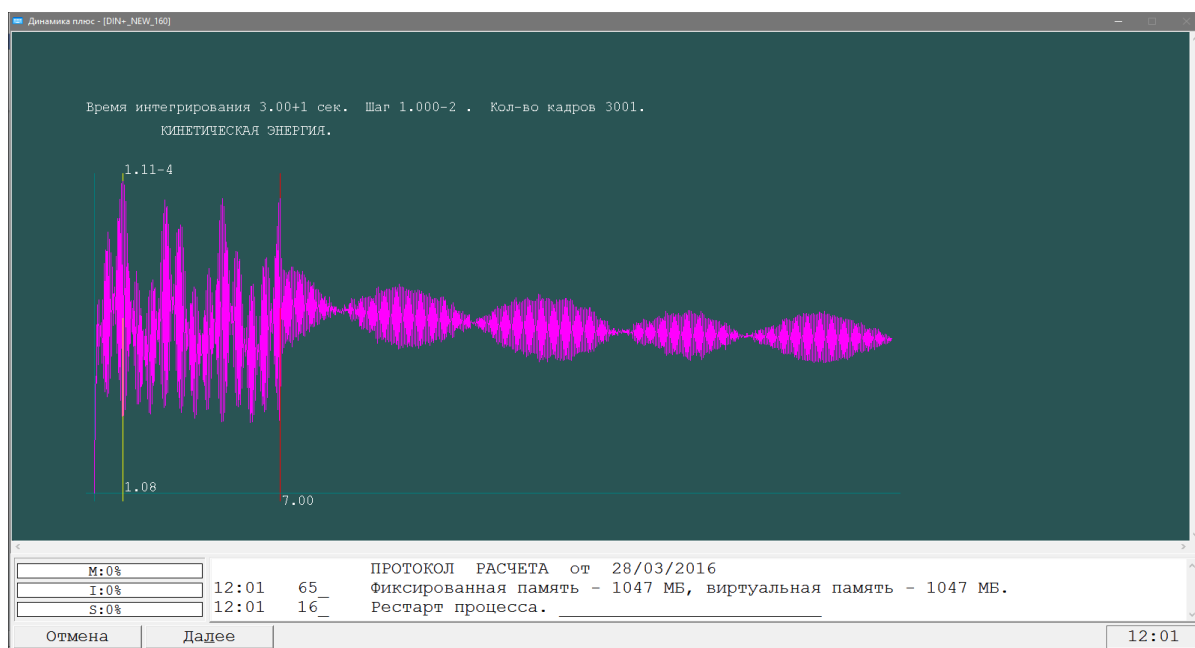 Динамика плюс - [DIN+_NEW_160]
Время интегрирования 3.00+1 сек. Шаг 1.000-2 . Кол-во кадров 3001.
КИНЕТИЧЕСКАЯ ЭНЕРГИЯ.
1.11-4
1.08
7.00
ПРОТОКОЛ РАСЧЕТА от 28/03/2016
M:0%
I:0%
S:0%
12:01 65_ Фиксированная память - 1047 МБ, виртуальная память - 1047 МБ.
12:01 16_ Рестарт процесса.
Отмена
Далее
12:01